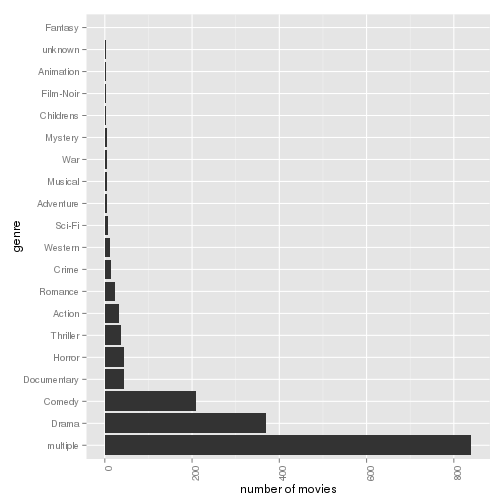 Fantasy
unknown
Animation
Film-Noir
Childrens
Mystery
War
Musical
Adventure
Sci-Fi
Western
Crime
Romance
Action
Thriller
Horror
Documentary
Comedy
Drama
multiple
genre
0
200
400
600
800
number of movies